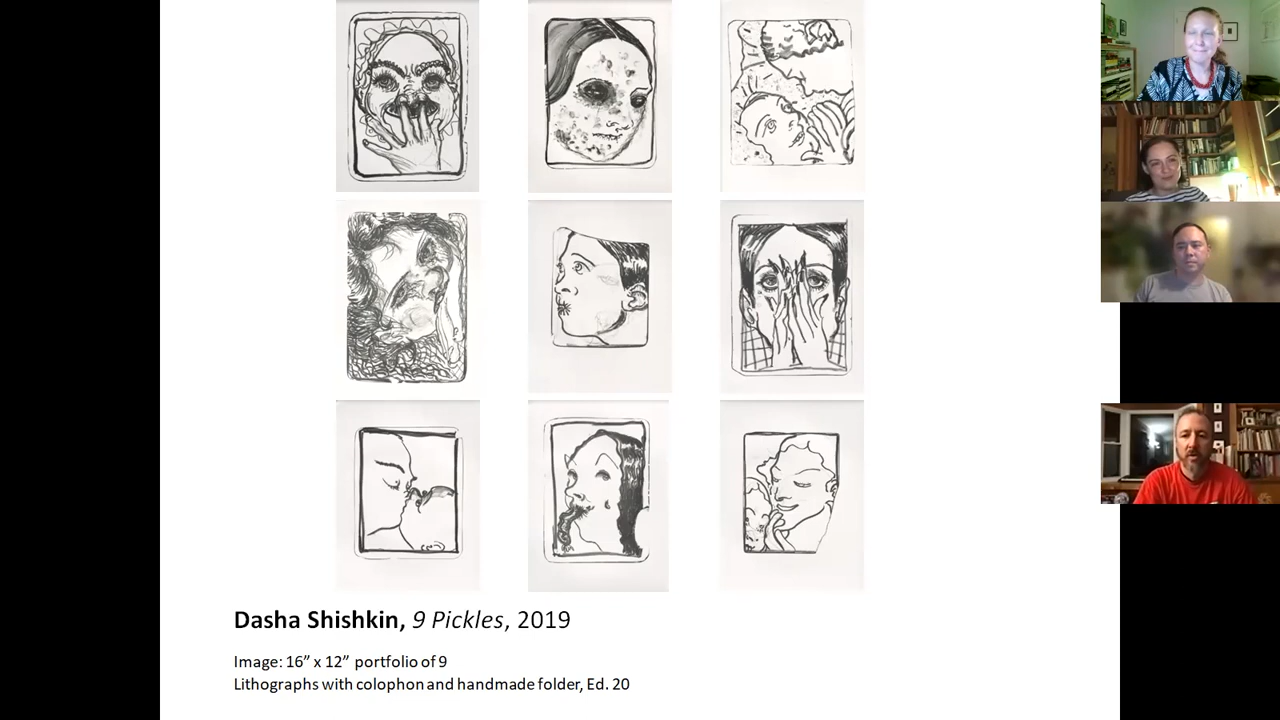 Dasha Shishkin, 9 Pickles, 2019
Image: 16” x 12” portfolio of 9
Lithographs with colophon and handmade folder, Ed. 20